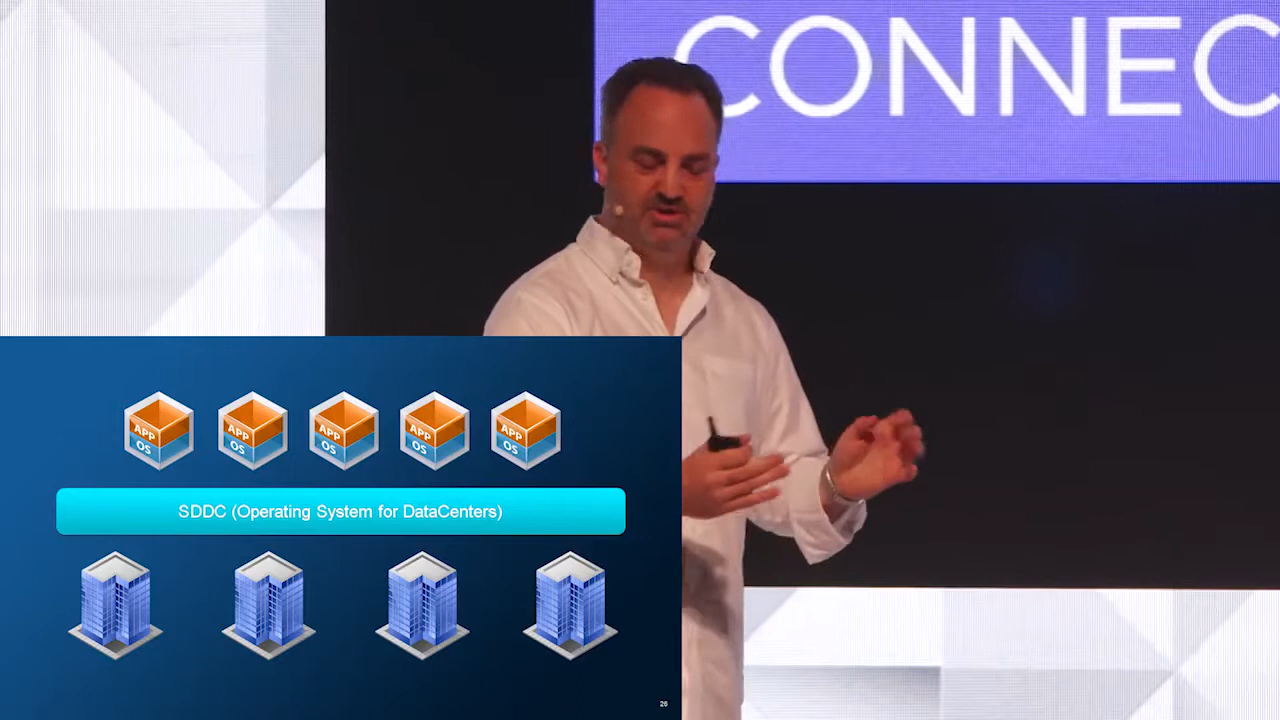 CONNEC
APP APP APP APP APP
OS OS OS OS OS
SDDC (Operating System for DataCenters)
26